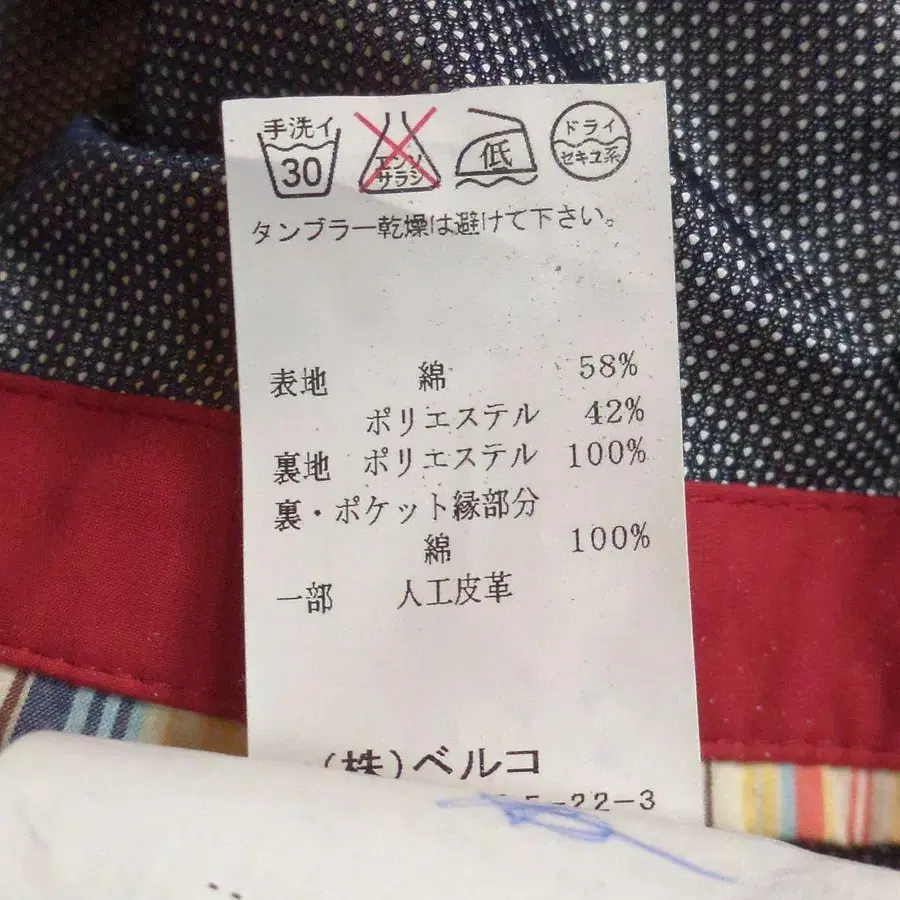 手洗イ
30
エンソ
サラシ
低
ドライ
セキユ系
タンブラー乾燥は避けて下さい。
表地 綿 58%
ポリエステル 42%
裏地 ポリエステル 100%
裏・ポケット縁部分
綿 100%
一部 人工皮革
(株)ベルコ
5-22-3